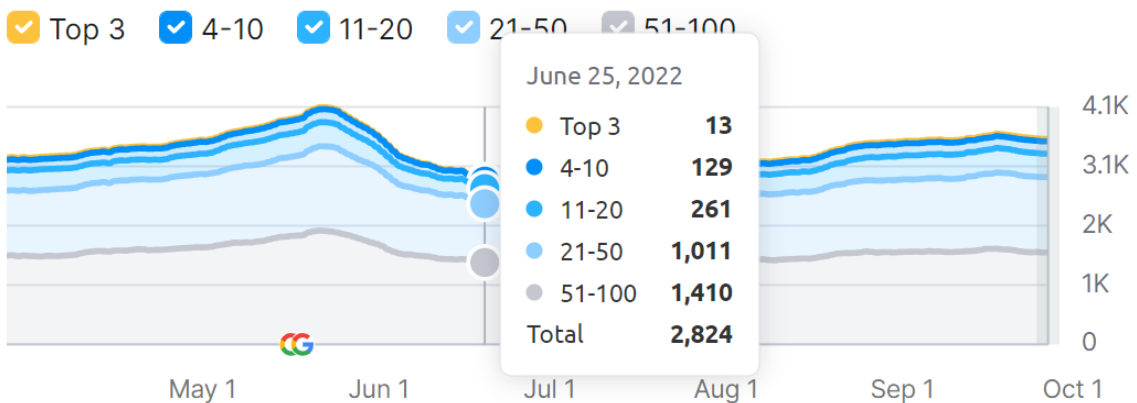 Top 3 4-10 11-20 21-50 51-100
June 25, 2022
Top 3 13
4-10 129
11-20 261
21-50 1,011
51-100 1,410
Total 2,824
4.1K
3.1K
2K
1K
0
May 1 Jun 1 Jul 1 Aug 1 Sep 1 Oct 1